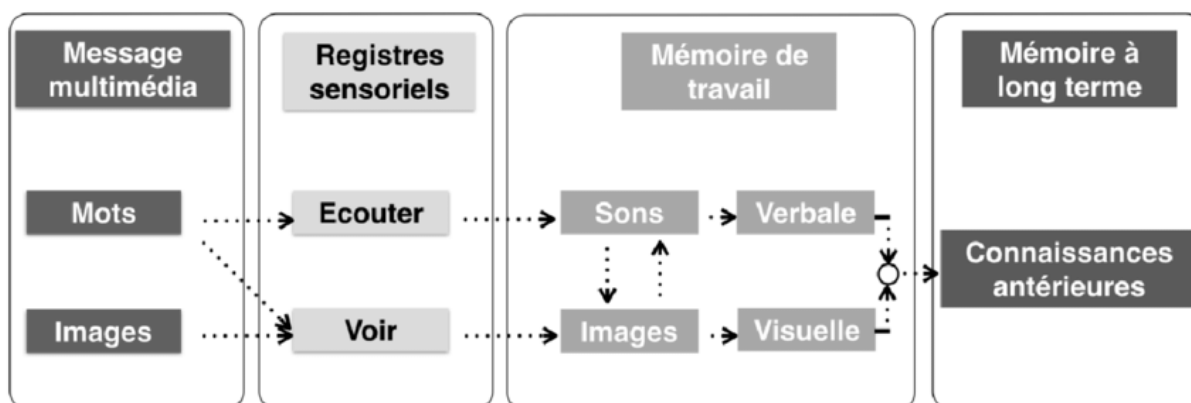 Message
multimédia
Registres
sensoriels
Mémoire de
travail
Mémoire à
long terme
Mots
Ecouter
Sons
Verbale
Connaissances
antérieures
Images
Voir
Images
Visuelle